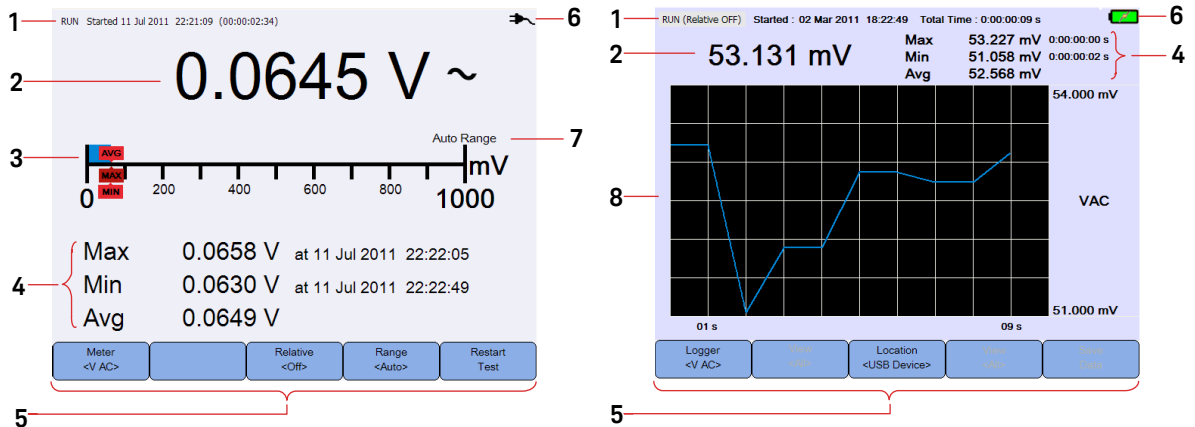 1 RUN Started 11 Jul 2011 22:21:09 (00:00:02:34) 6
2 0.0645 V ~
Auto Range 7
3 AVG
MAX
MIN
mV
0 200 400 600 800 1000
4
Max 0.0658 V at 11 Jul 2011 22:22:05
Min 0.0630 V at 11 Jul 2011 22:22:49
Avg 0.0649 V
Meter
<V AC>
Relative
<Off>
Range
<Auto>
Restart
Test
5
1 RUN (Relative OFF) Started : 02 Mar 2011 18:22:49 Total Time : 0:00:00:09 s 6
2 53.131 mV
Max 53.227 mV 0:00:00:00 s
Min 51.058 mV 0:00:00:02 s
Avg 52.568 mV
4
54.000 mV
8
VAC
51.000 mV
01 s 09 s
Logger
<V AC>
Location
<USB Device>
5